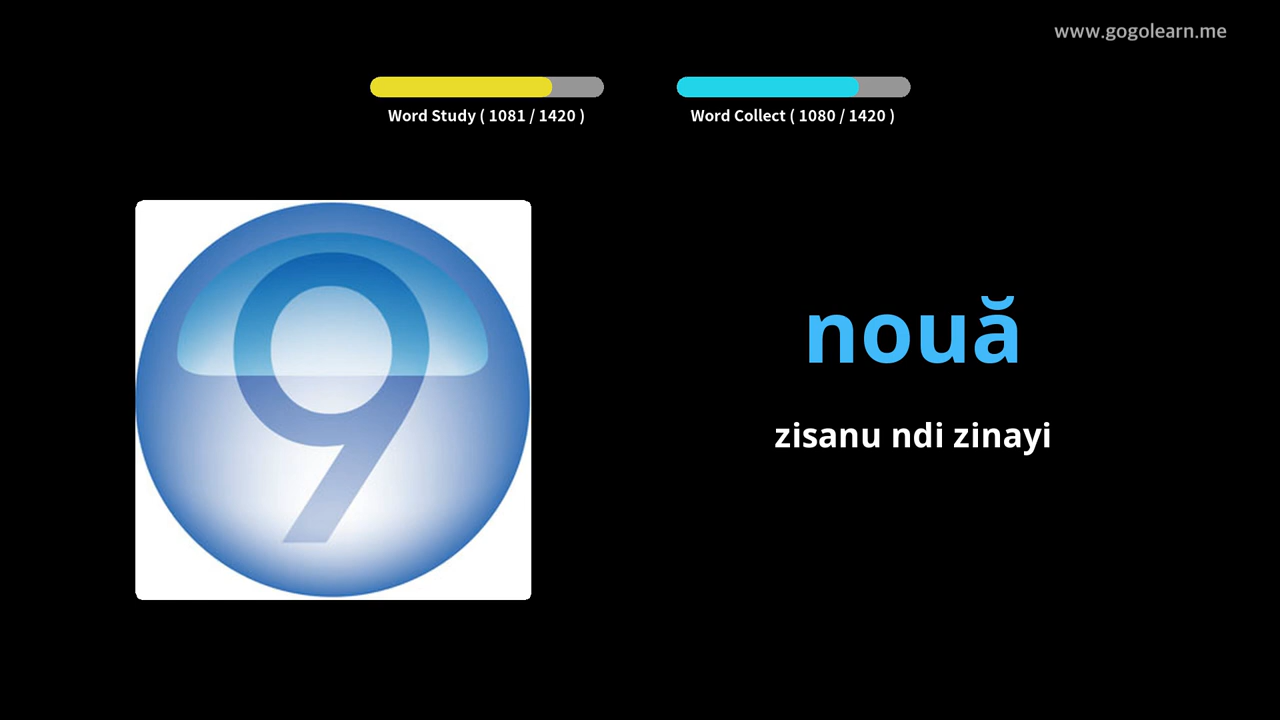 www.gogolearn.me
Word Study ( 1081 / 1420 )
Word Collect ( 1080 / 1420 )
9
nouă
zisanu ndi zinayi